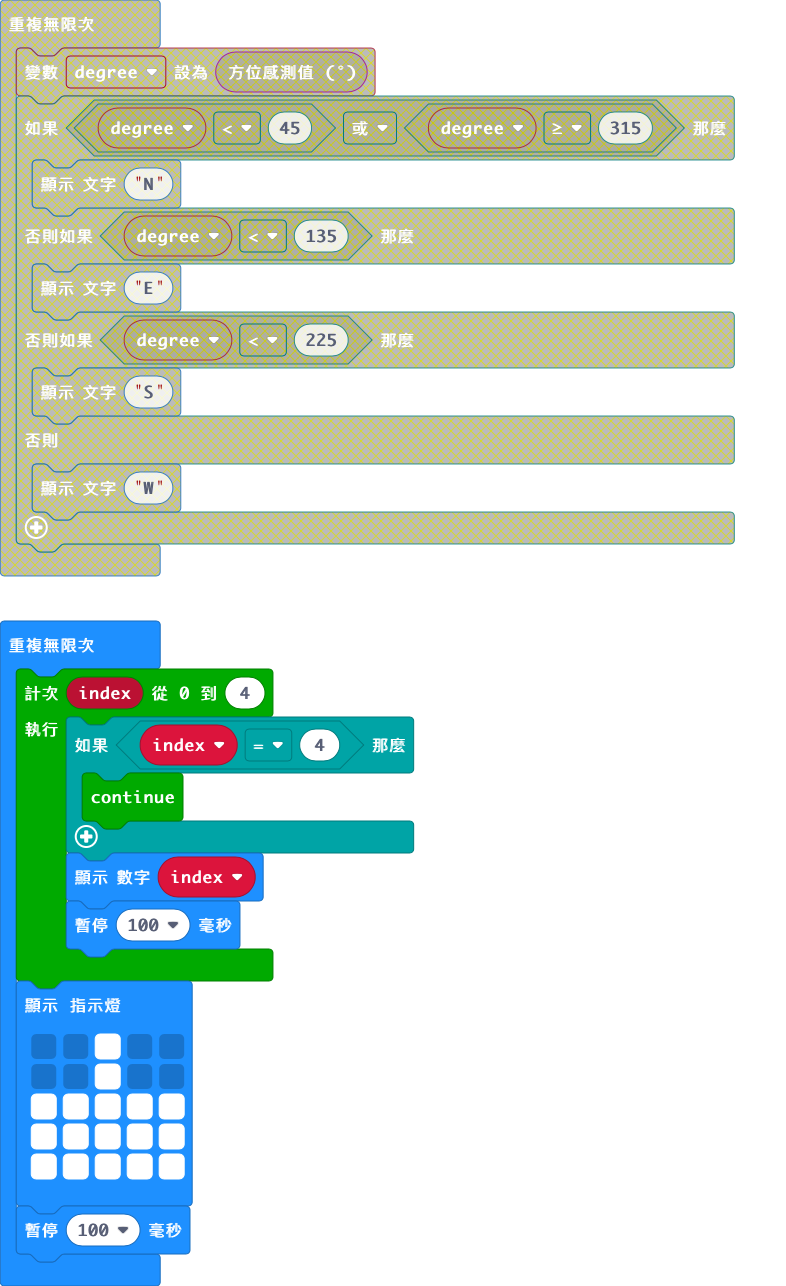 重複無限次
變數 degree 設為 方位感測值 (°)
如果 degree < 45 或 degree ≥ 315 那麼
顯示 文字 "N"
否則如果 degree < 135 那麼
顯示 文字 "E"
否則如果 degree < 225 那麼
顯示 文字 "S"
否則
顯示 文字 "W"
重複無限次
計次 index 從 0 到 4
執行
如果 index = 4 那麼
continue
顯示 數字 index
暫停 100 毫秒
顯示 指示燈
暫停 100 毫秒